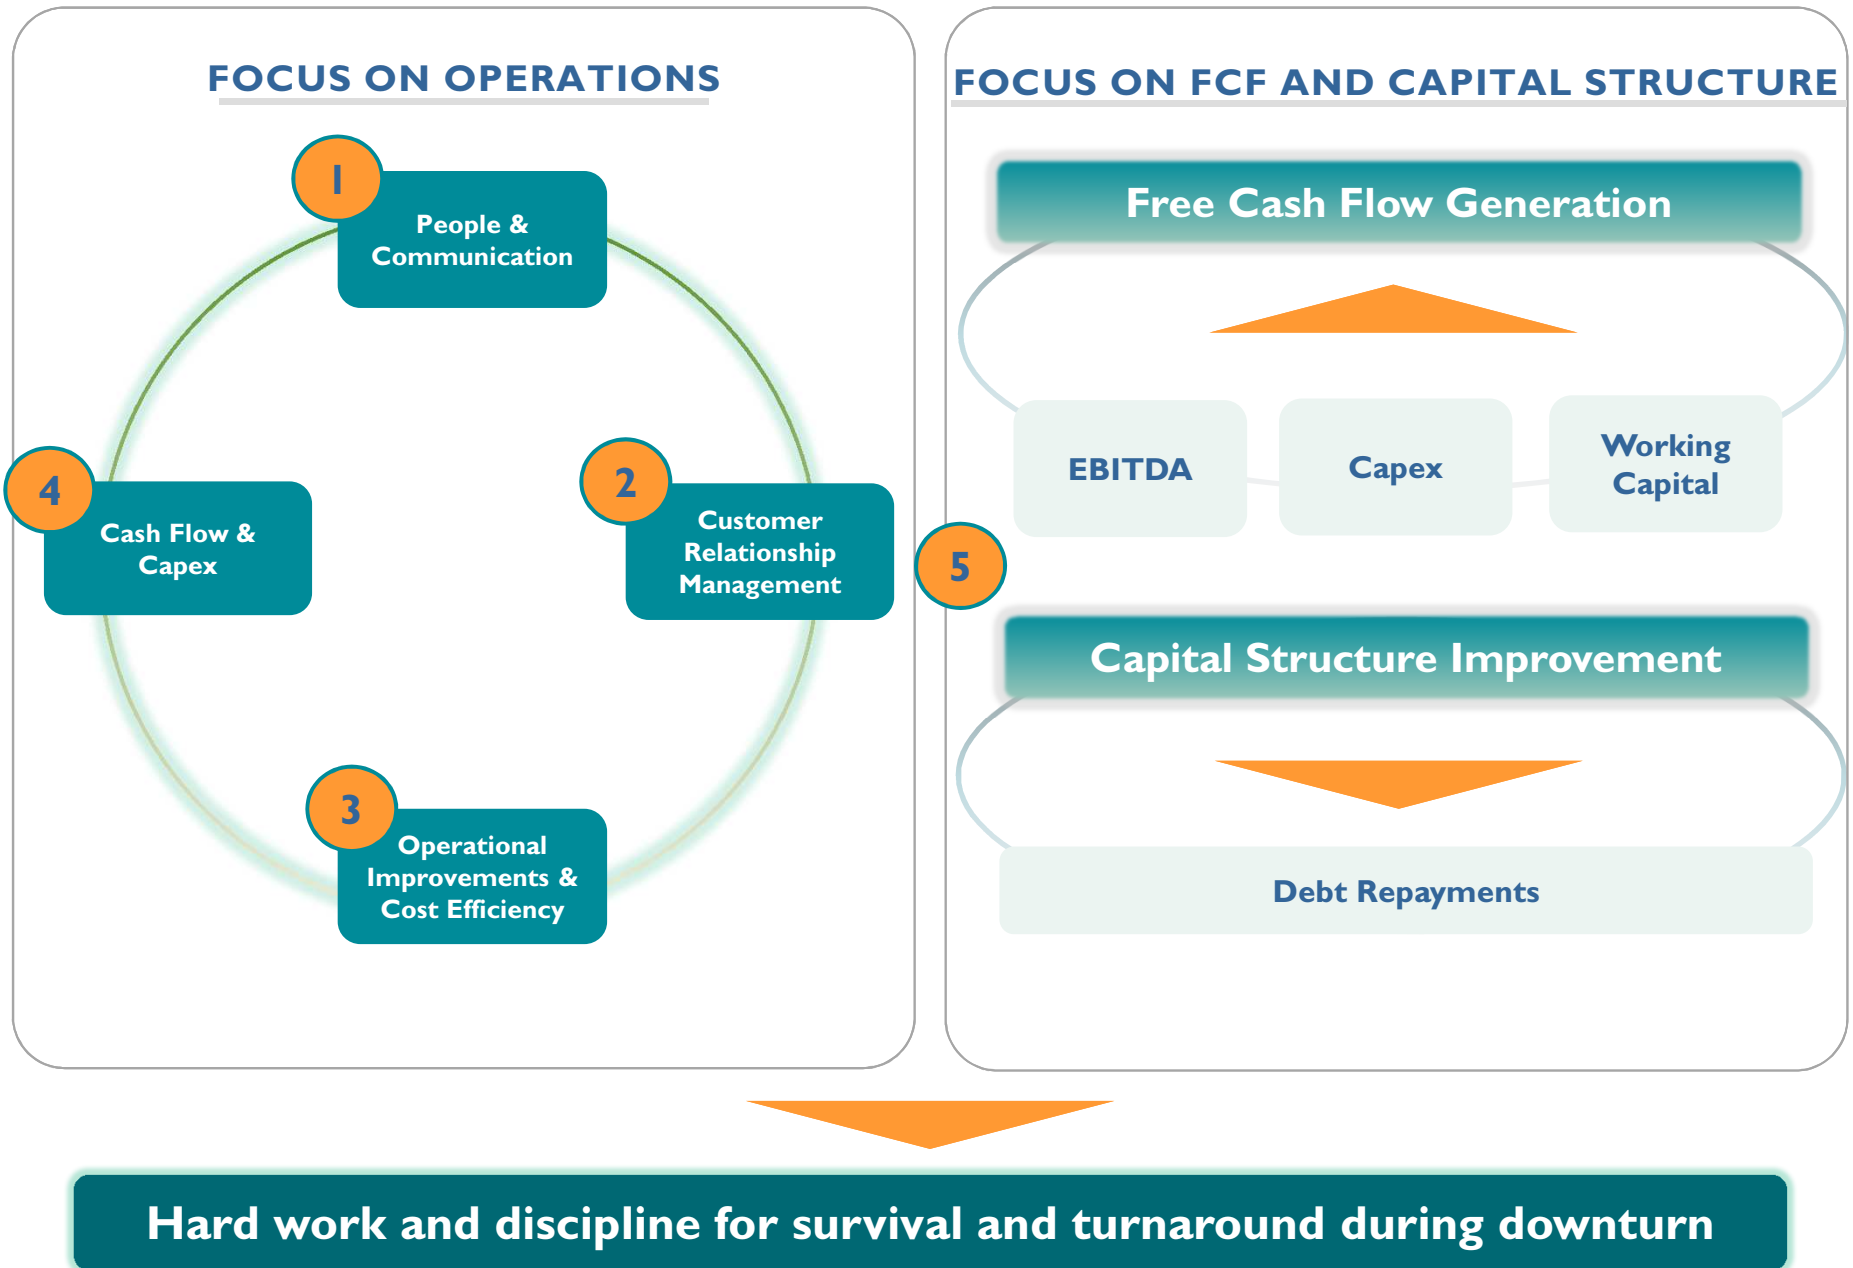 FOCUS ON OPERATIONS
1
People &
Communication
2
Customer
Relationship
Management
3
Operational
Improvements &
Cost Efficiency
4
Cash Flow &
Capex
5
FOCUS ON FCF AND CAPITAL STRUCTURE
Free Cash Flow Generation
EBITDA
Capex
Working
Capital
Capital Structure Improvement
Debt Repayments
Hard work and discipline for survival and turnaround during downturn